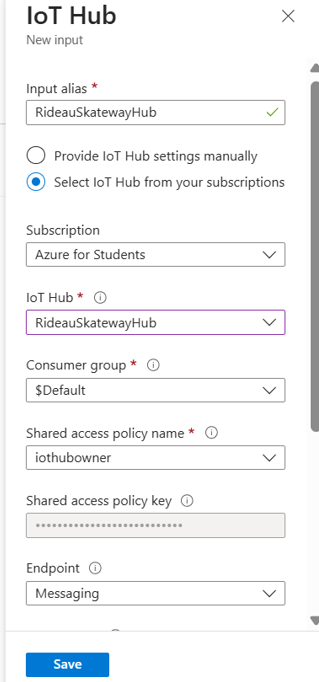 IoT Hub
New input
Input alias *
RideauSkatewayHub
Provide IoT Hub settings manually
Select IoT Hub from your subscriptions
Subscription
Azure for Students
IoT Hub *
RideauSkatewayHub
Consumer group *
$Default
Shared access policy name *
iothubowner
Shared access policy key
••••••••••••••••••••••••••••
Endpoint
Messaging
Save